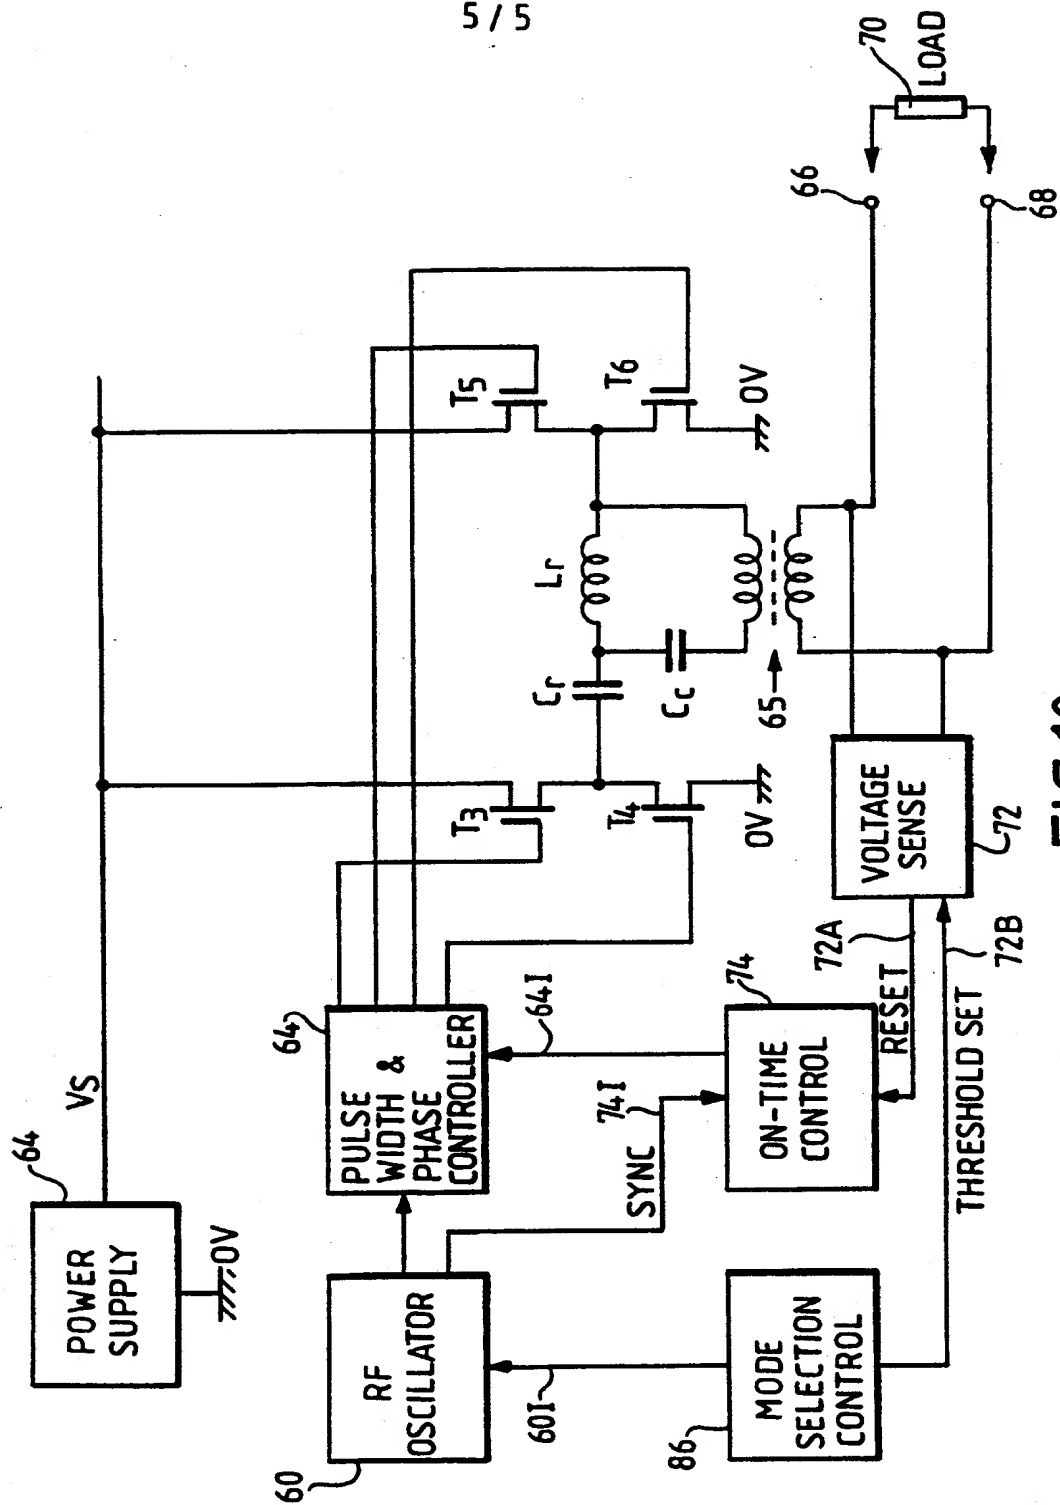 5/5
64
POWER
SUPPLY
0V
VS
60
RF
OSCILLATOR
64
PULSE
WIDTH &
PHASE
CONTROLLER
T3
T4
0V
Cr
Lr
Cc
65
T5
T6
0V
60I
SYNC
74I
64I
86
MODE
SELECTION
CONTROL
74
ON-TIME
CONTROL
72A
RESET
THRESHOLD SET
72B
VOLTAGE
SENSE
72
66
68
70
LOAD